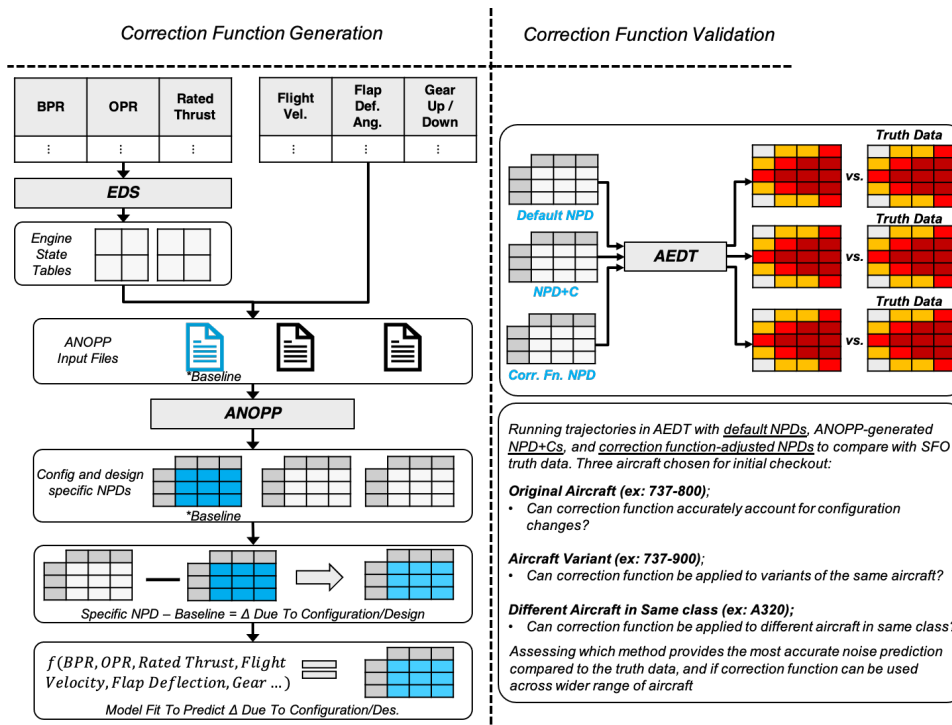 Correction Function Generation
BPR
OPR
Rated
Thrust
⋮
⋮
⋮
Flight
Vel.
Flap
Def.
Ang.
Gear
Up /
Down
⋮
⋮
⋮
EDS
Engine
State
Tables
ANOPP
Input Files
*Baseline
ANOPP
Config and design
specific NPDs
*Baseline
Specific NPD – Baseline = Δ Due To Configuration/Design
f(BPR, OPR, Rated Thrust, Flight
Velocity, Flap Deflection, Gear … )
Model Fit To Predict Δ Due To Configuration/Des.
Correction Function Validation
Default NPD
NPD+C
Corr. Fn. NPD
AEDT
Truth Data
vs.
Truth Data
vs.
Truth Data
vs.
Running trajectories in AEDT with default NPDs, ANOPP-generated
NPD+Cs, and correction function-adjusted NPDs to compare with SFO
truth data. Three aircraft chosen for initial checkout:
Original Aircraft (ex: 737-800);
• Can correction function accurately account for configuration
changes?
Aircraft Variant (ex: 737-900);
• Can correction function be applied to variants of the same aircraft?
Different Aircraft in Same class (ex: A320);
• Can correction function be applied to different aircraft in same class?
Assessing which method provides the most accurate noise prediction
compared to the truth data, and if correction function can be used
across wider range of aircraft